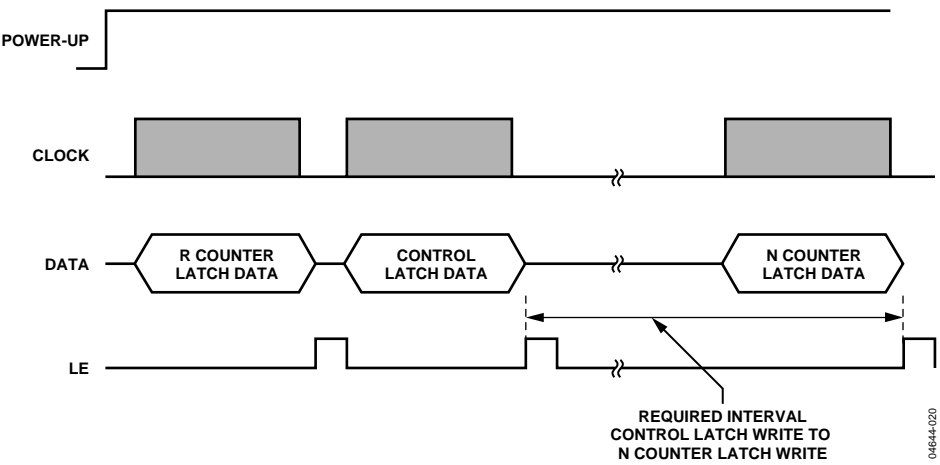 POWER-UP
CLOCK
DATA
R COUNTER
LATCH DATA
CONTROL
LATCH DATA
N COUNTER
LATCH DATA
LE
REQUIRED INTERVAL
CONTROL LATCH WRITE TO
N COUNTER LATCH WRITE
04644-020